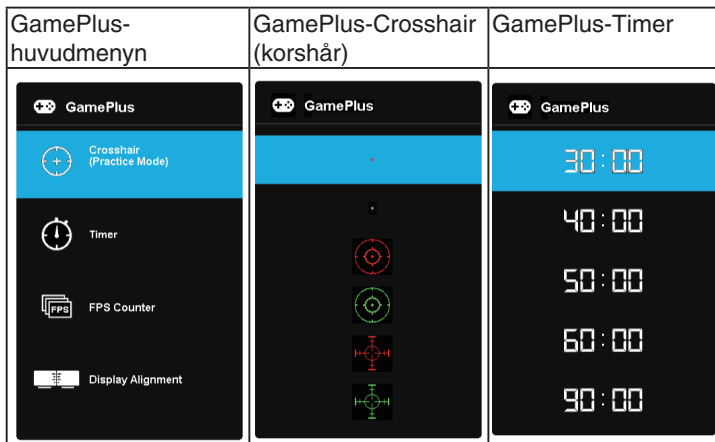 GamePlus-
huvudmenyn
GamePlus-Crosshair
(korshår)
GamePlus-Timer
GamePlus
Crosshair
(Practice Mode)
Timer
FPS
FPS Counter
Display Alignment
GamePlus
GamePlus
30:00
40:00
50:00
60:00
90:00